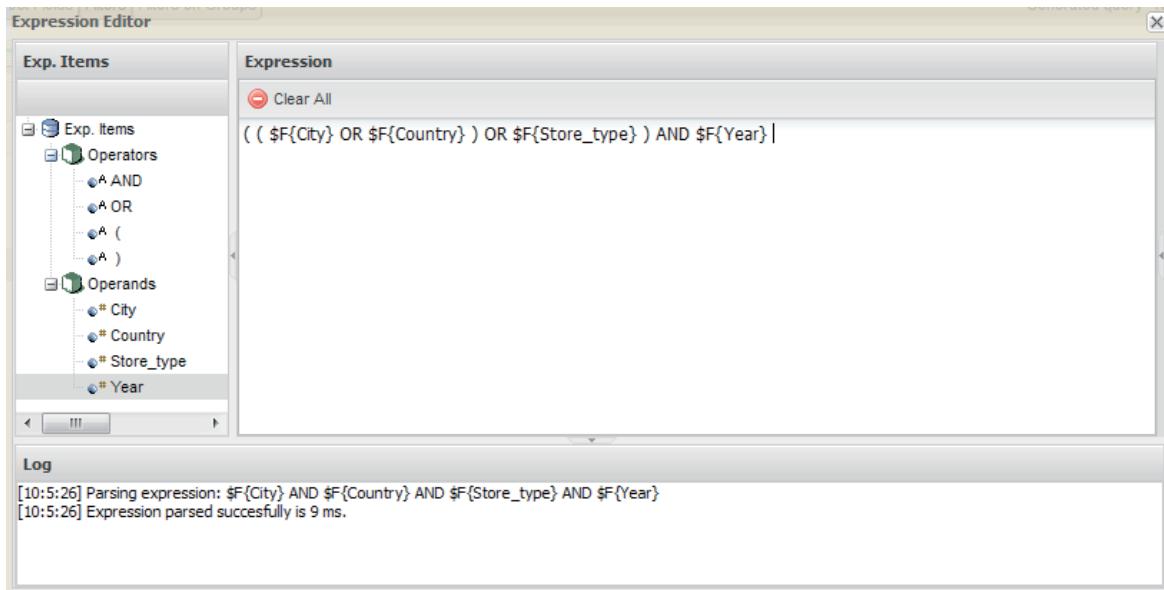 Expression Editor
Exp. Items
Expression
Clear All
Exp. Items
Operators
AND
OR
(
)
Operands
City
Country
Store_type
Year
( ( $F{City} OR $F{Country} ) OR $F{Store_type} ) AND $F{Year}
Log
[10:5:26] Parsing expression: $F{City} AND $F{Country} AND $F{Store_type} AND $F{Year}
[10:5:26] Expression parsed succesfully is 9 ms.